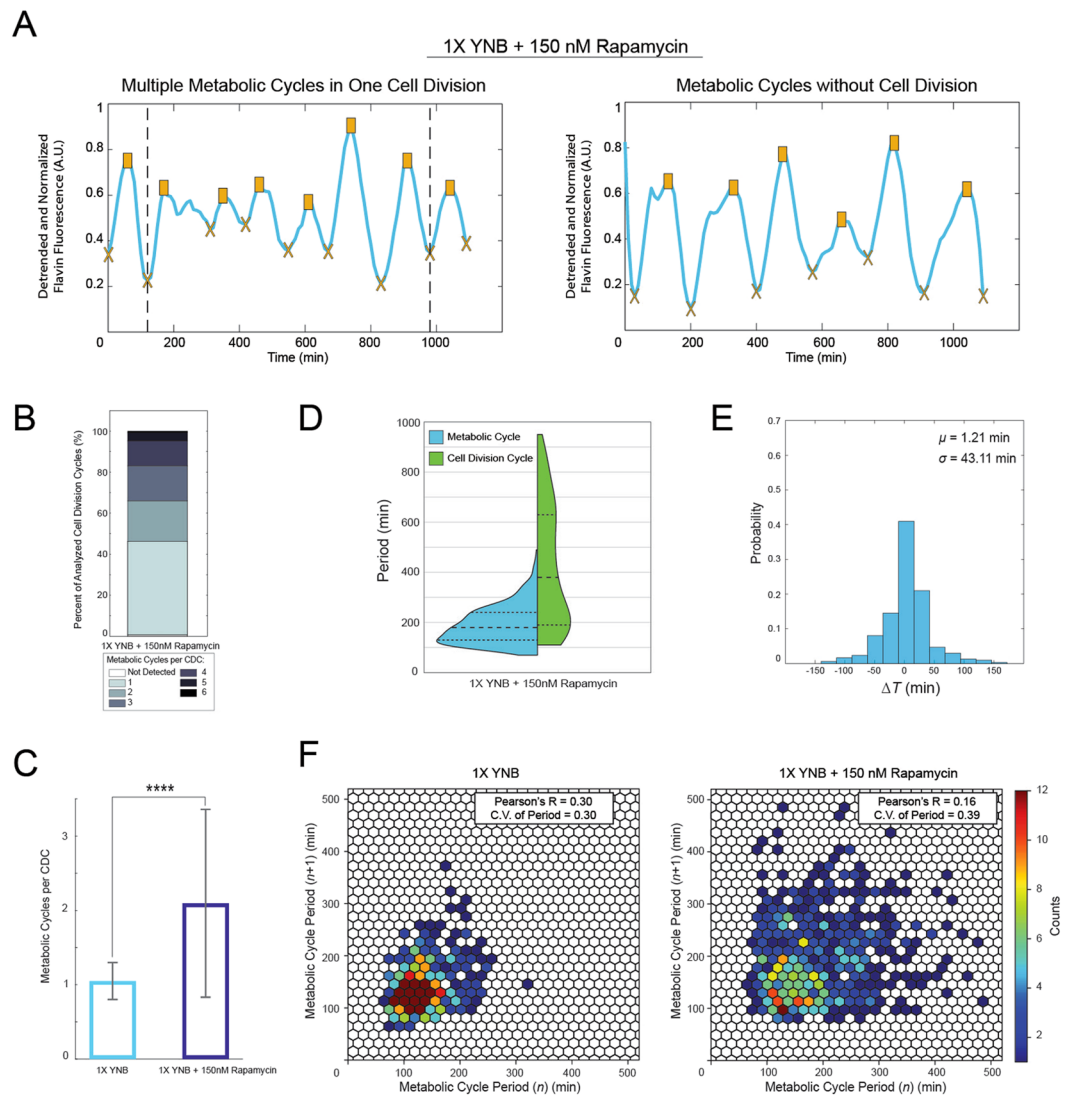 A
1X YNB + 150 nM Rapamycin
Multiple Metabolic Cycles in One Cell Division
Detrended and Normalized
Flavin Fluorescence (A.U.)
1
0.8
0.6
0.4
0.2
200
400
600
800
1000
Time (min)
Metabolic Cycles without Cell Division
Detrended and Normalized
Flavin Fluorescence (A.U.)
1
0.8
0.6
0.4
0.2
0
200
400
600
800
1000
Time (min)
B
Percent of Analyzed Cell Division Cycles (%)
100
80
60
40
20
0
1X YNB + 150nM Rapamycin
Metabolic Cycles per CDC:
Not Detected
1
2
3
4
5
6
D
Period (min)
1000
800
600
400
200
0
Metabolic Cycle
Cell Division Cycle
1X YNB + 150nM Rapamycin
E
Probability
0.7
0.6
0.5
0.4
0.3
0.2
0.1
0
μ = 1.21 min
σ = 43.11 min
-150
-100
-50
0
50
100
150
ΔT (min)
C
Metabolic Cycles per CDC
3
2
1
0
****
1X YNB
1X YNB + 150nM Rapamycin
F
1X YNB
Pearson's R = 0.30
C.V. of Period = 0.30
Metabolic Cycle Period (n+1) (min)
500
400
300
200
100
0
100
200
300
400
500
Metabolic Cycle Period (n) (min)
1X YNB + 150 nM Rapamycin
Pearson's R = 0.16
C.V. of Period = 0.39
Metabolic Cycle Period (n+1) (min)
500
400
300
200
100
0
100
200
300
400
500
Metabolic Cycle Period (n) (min)
12
10
8
6
4
2
Counts